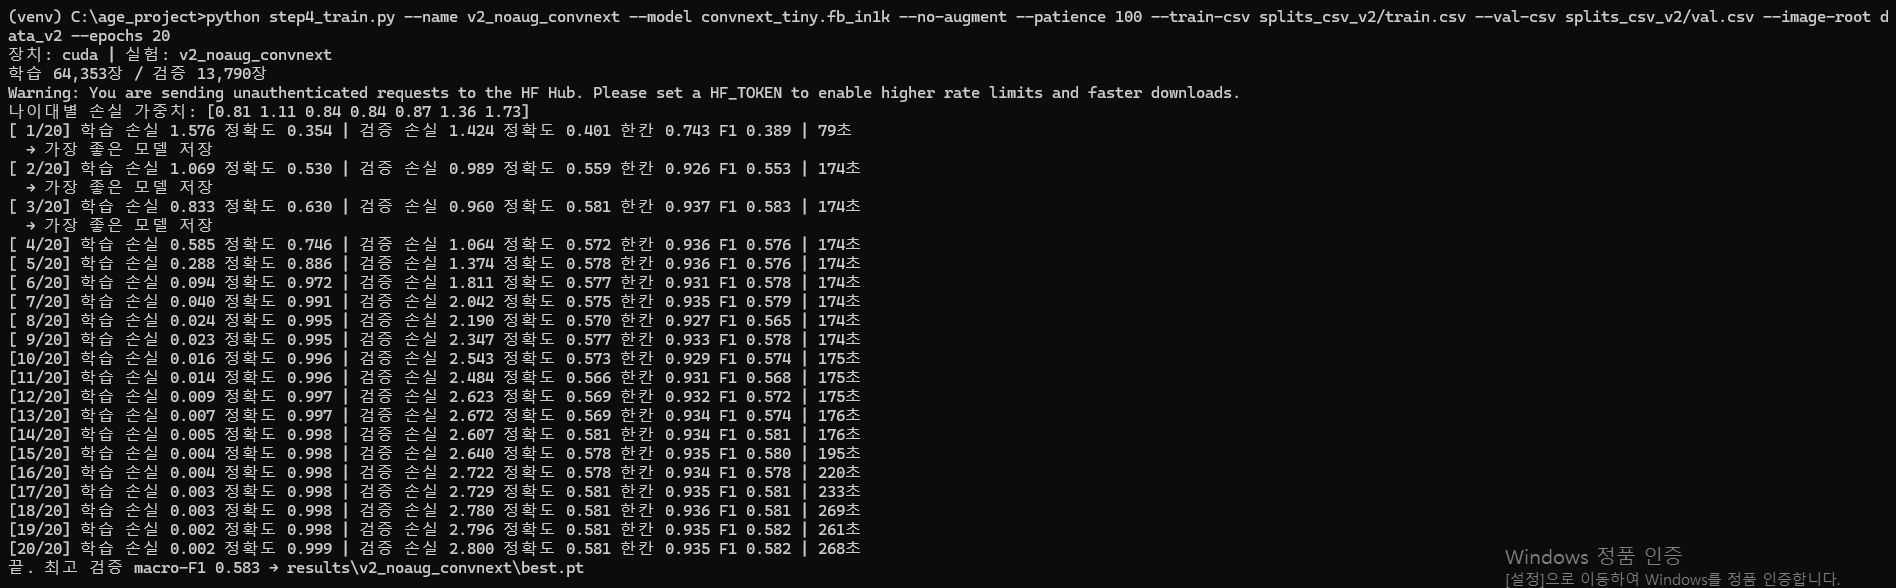 (venv) C:\age_project>python step4_train.py --name v2_noaug_convnext --model convnext_tiny.fb_in1k --no-augment --patience 100 --train-csv splits_csv_v2/train.csv --val-csv splits_csv_v2/val.csv --image-root d
ata_v2 --epochs 20
장치: cuda | 실험: v2_noaug_convnext
학습 64,353장 / 검증 13,790장
Warning: You are sending unauthenticated requests to the HF Hub. Please set a HF_TOKEN to enable higher rate limits and faster downloads.
나이대별 손실 가중치: [0.81 1.11 0.84 0.84 0.87 1.36 1.73]
[ 1/20] 학습 손실 1.576 정확도 0.354 | 검증 손실 1.424 정확도 0.401 한칸 0.743 F1 0.389 | 79초
→ 가장 좋은 모델 저장
[ 2/20] 학습 손실 1.069 정확도 0.530 | 검증 손실 0.989 정확도 0.559 한칸 0.926 F1 0.553 | 174초
→ 가장 좋은 모델 저장
[ 3/20] 학습 손실 0.833 정확도 0.630 | 검증 손실 0.960 정확도 0.581 한칸 0.937 F1 0.583 | 174초
→ 가장 좋은 모델 저장
[ 4/20] 학습 손실 0.585 정확도 0.746 | 검증 손실 1.064 정확도 0.572 한칸 0.936 F1 0.576 | 174초
[ 5/20] 학습 손실 0.288 정확도 0.886 | 검증 손실 1.374 정확도 0.578 한칸 0.936 F1 0.576 | 174초
[ 6/20] 학습 손실 0.094 정확도 0.972 | 검증 손실 1.811 정확도 0.577 한칸 0.931 F1 0.578 | 174초
[ 7/20] 학습 손실 0.040 정확도 0.991 | 검증 손실 2.042 정확도 0.575 한칸 0.935 F1 0.579 | 174초
[ 8/20] 학습 손실 0.024 정확도 0.995 | 검증 손실 2.190 정확도 0.570 한칸 0.927 F1 0.565 | 174초
[ 9/20] 학습 손실 0.023 정확도 0.995 | 검증 손실 2.347 정확도 0.577 한칸 0.933 F1 0.578 | 174초
[10/20] 학습 손실 0.016 정확도 0.996 | 검증 손실 2.543 정확도 0.573 한칸 0.929 F1 0.574 | 175초
[11/20] 학습 손실 0.014 정확도 0.996 | 검증 손실 2.484 정확도 0.566 한칸 0.931 F1 0.568 | 175초
[12/20] 학습 손실 0.009 정확도 0.997 | 검증 손실 2.623 정확도 0.569 한칸 0.932 F1 0.572 | 175초
[13/20] 학습 손실 0.007 정확도 0.997 | 검증 손실 2.672 정확도 0.569 한칸 0.934 F1 0.574 | 176초
[14/20] 학습 손실 0.005 정확도 0.998 | 검증 손실 2.607 정확도 0.581 한칸 0.934 F1 0.581 | 176초
[15/20] 학습 손실 0.004 정확도 0.998 | 검증 손실 2.640 정확도 0.578 한칸 0.935 F1 0.580 | 195초
[16/20] 학습 손실 0.004 정확도 0.998 | 검증 손실 2.722 정확도 0.578 한칸 0.934 F1 0.578 | 220초
[17/20] 학습 손실 0.003 정확도 0.998 | 검증 손실 2.729 정확도 0.581 한칸 0.935 F1 0.581 | 233초
[18/20] 학습 손실 0.003 정확도 0.998 | 검증 손실 2.780 정확도 0.581 한칸 0.936 F1 0.581 | 269초
[19/20] 학습 손실 0.002 정확도 0.998 | 검증 손실 2.796 정확도 0.581 한칸 0.935 F1 0.582 | 261초
[20/20] 학습 손실 0.002 정확도 0.999 | 검증 손실 2.800 정확도 0.581 한칸 0.935 F1 0.582 | 268초
끝. 최고 검증 macro-F1 0.583 → results\v2_noaug_convnext\best.pt
Windows 정품 인증
[설정]으로 이동하여 Windows를 정품 인증합니다.